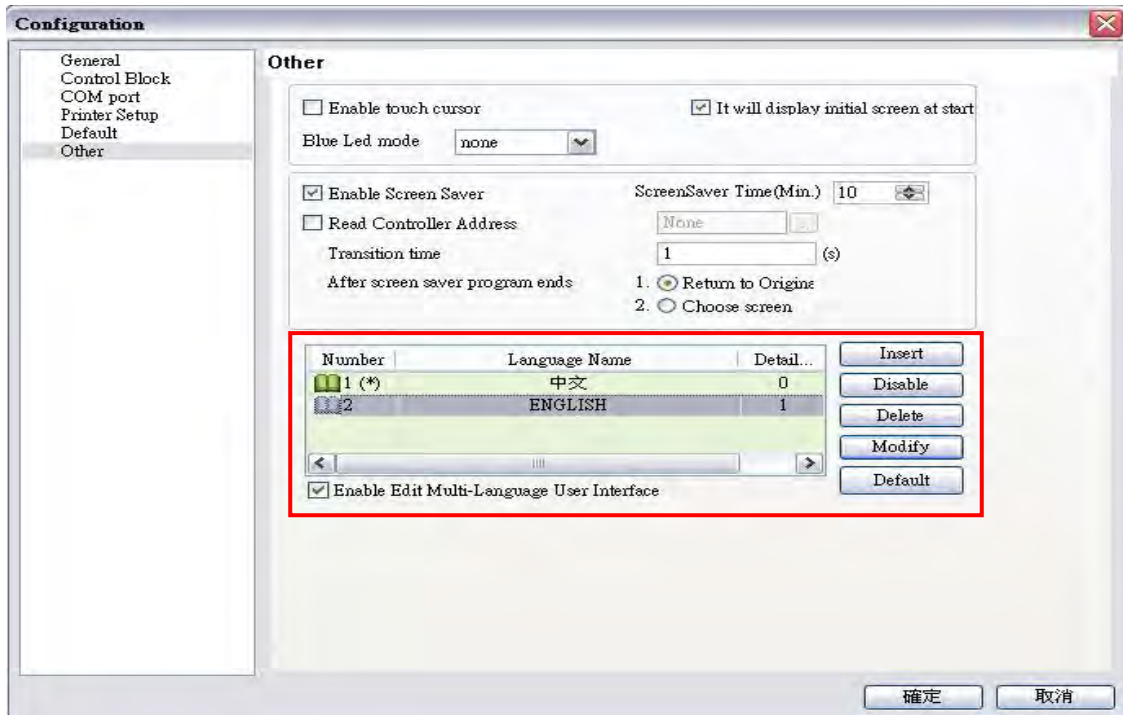 Configuration
General
Control Block
COM port
Printer Setup
Default
Other
Other
Enable touch cursor
It will display initial screen at start
Blue Led mode
none
Enable Screen Saver
ScreenSaver Time(Min.)
10
Read Controller Address
None
...
Transition time
1
(s)
After screen saver program ends
1. Return to Origina
2. Choose screen
Number Language Name Detail...
1 (*) 中文 0
2 ENGLISH 1
Insert
Disable
Delete
Modify
Default
Enable Edit Multi-Language User Interface
確定
取消